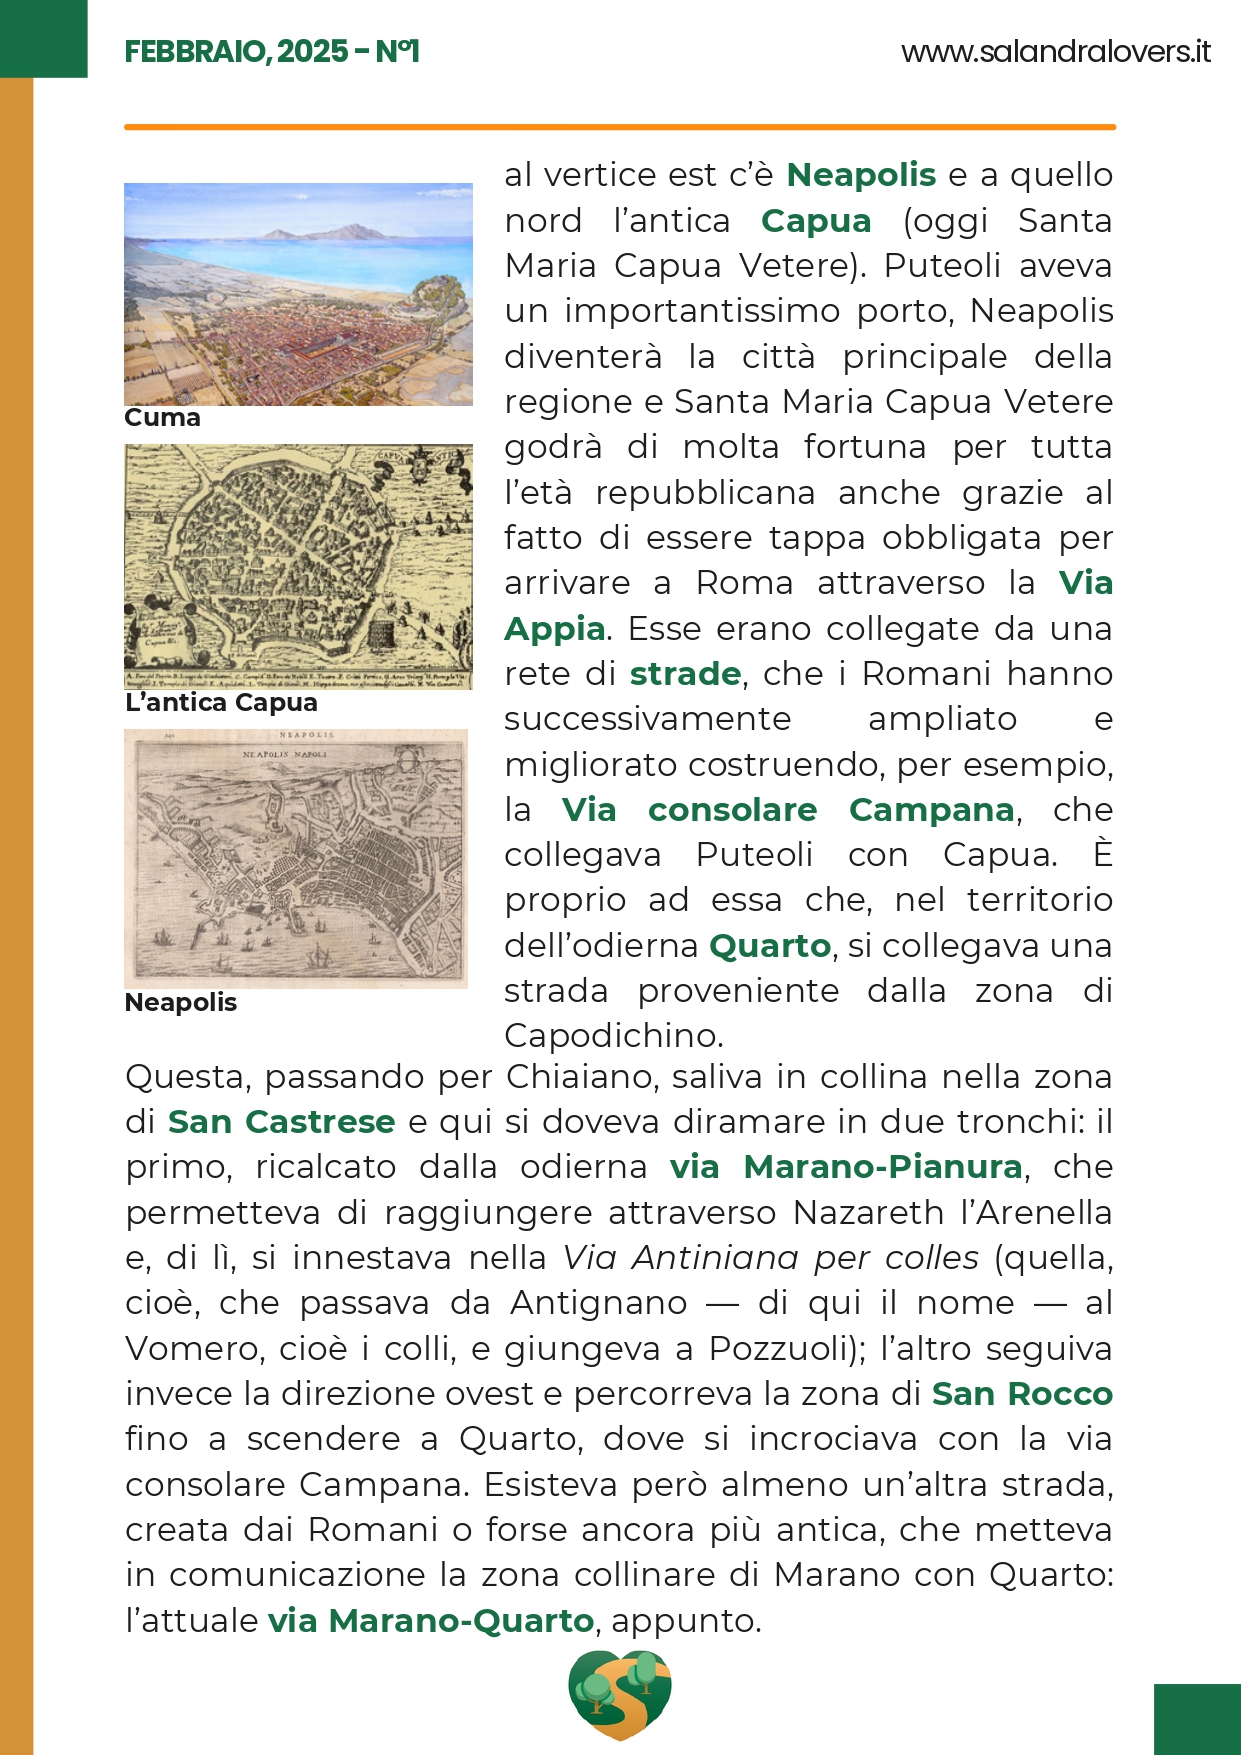 FEBBRAIO, 2025 – N°1
www.salandralovers.it
Cuma
CAPVA ANTIC
L’antica Capua
NEAPOLIS
NEAPOLIS NAPOLI
Neapolis
al vertice est c’è Neapolis e a quello
nord l’antica Capua (oggi Santa
Maria Capua Vetere). Puteoli aveva
un importantissimo porto, Neapolis
diventerà la città principale della
regione e Santa Maria Capua Vetere
godrà di molta fortuna per tutta
l’età repubblicana anche grazie al
fatto di essere tappa obbligata per
arrivare a Roma attraverso la Via
Appia. Esse erano collegate da una
rete di strade, che i Romani hanno
successivamente ampliato e
migliorato costruendo, per esempio,
la Via consolare Campana, che
collegava Puteoli con Capua. È
proprio ad essa che, nel territorio
dell’odierna Quarto, si collegava una
strada proveniente dalla zona di
Capodichino.
Questa, passando per Chiaiano, saliva in collina nella zona
di San Castrese e qui si doveva diramare in due tronchi: il
primo, ricalcato dalla odierna via Marano-Pianura, che
permetteva di raggiungere attraverso Nazareth l’Arenella
e, di lì, si innestava nella Via Antiniana per colles (quella,
cioè, che passava da Antignano — di qui il nome — al
Vomero, cioè i colli, e giungeva a Pozzuoli); l’altro seguiva
invece la direzione ovest e percorreva la zona di San Rocco
fino a scendere a Quarto, dove si incrociava con la via
consolare Campana. Esisteva però almeno un’altra strada,
creata dai Romani o forse ancora più antica, che metteva
in comunicazione la zona collinare di Marano con Quarto:
l’attuale via Marano-Quarto, appunto.